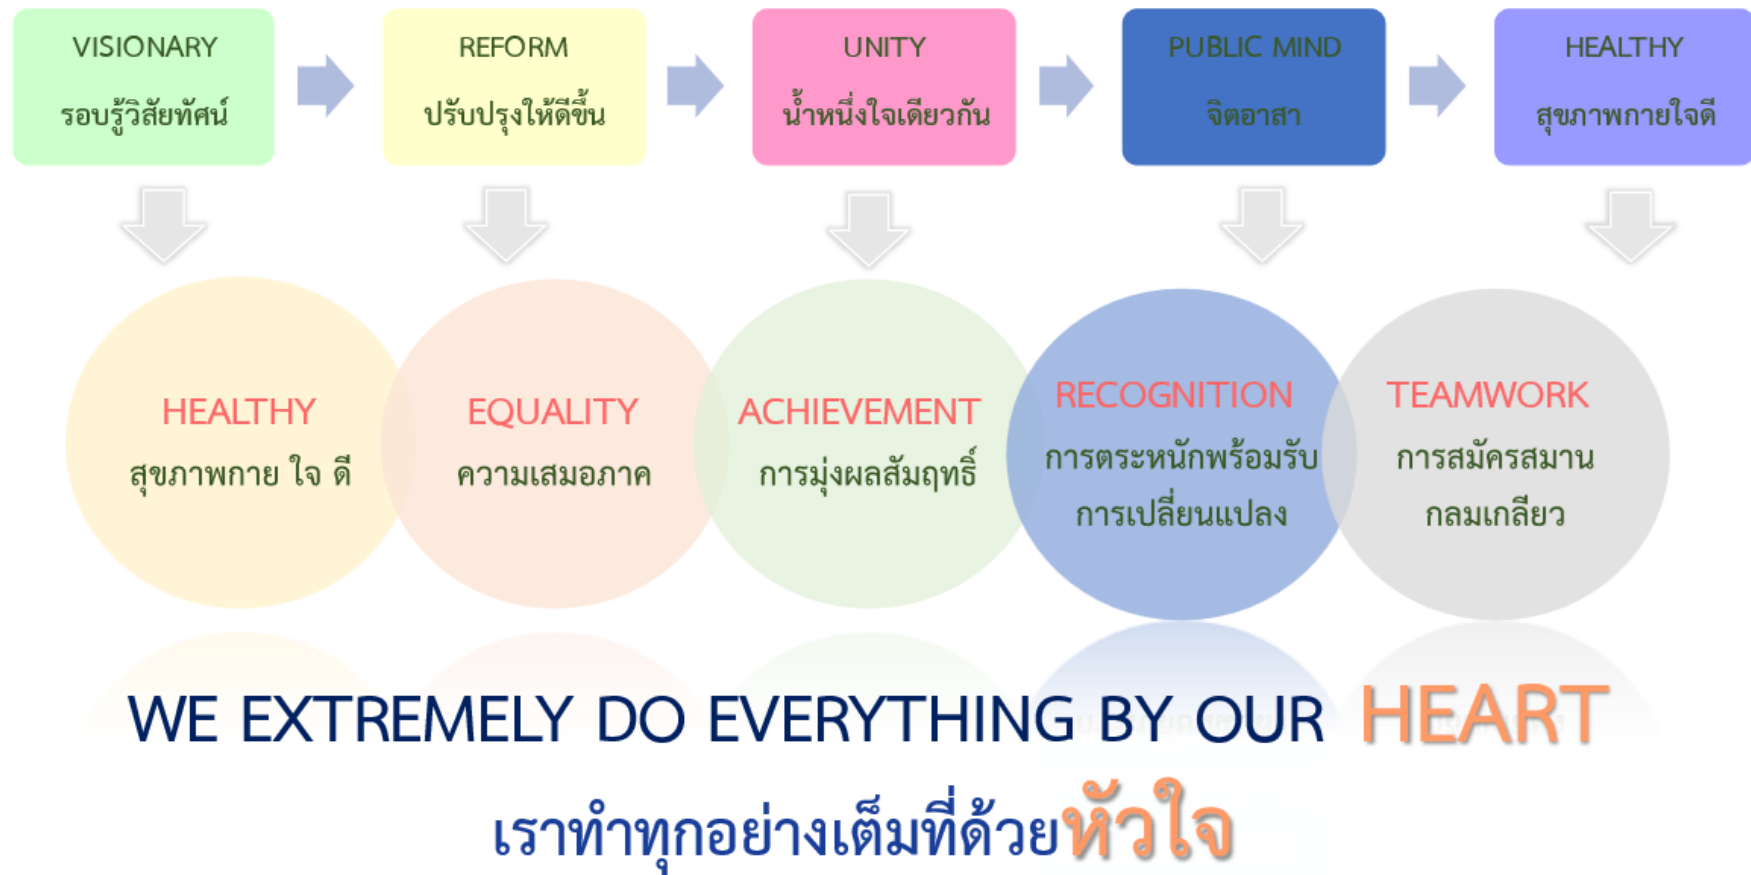 VISIONARY
รอบรู้วิสัยทัศน์
REFORM
ปรับปรุงให้ดีขึ้น
UNITY
น้ำหนึ่งใจเดียวกัน
PUBLIC MIND
จิตอาสา
HEALTHY
สุขภาพกายใจดี
HEALTHY
สุขภาพกาย ใจ ดี
EQUALITY
ความเสมอภาค
ACHIEVEMENT
การมุ่งผลสัมฤทธิ์
RECOGNITION
การตระหนักพร้อมรับ
การเปลี่ยนแปลง
TEAMWORK
การสมัครสมาน
กลมเกลียว
WE EXTREMELY DO EVERYTHING BY OUR HEART
เราทำทุกอย่างเต็มที่ด้วยหัวใจ